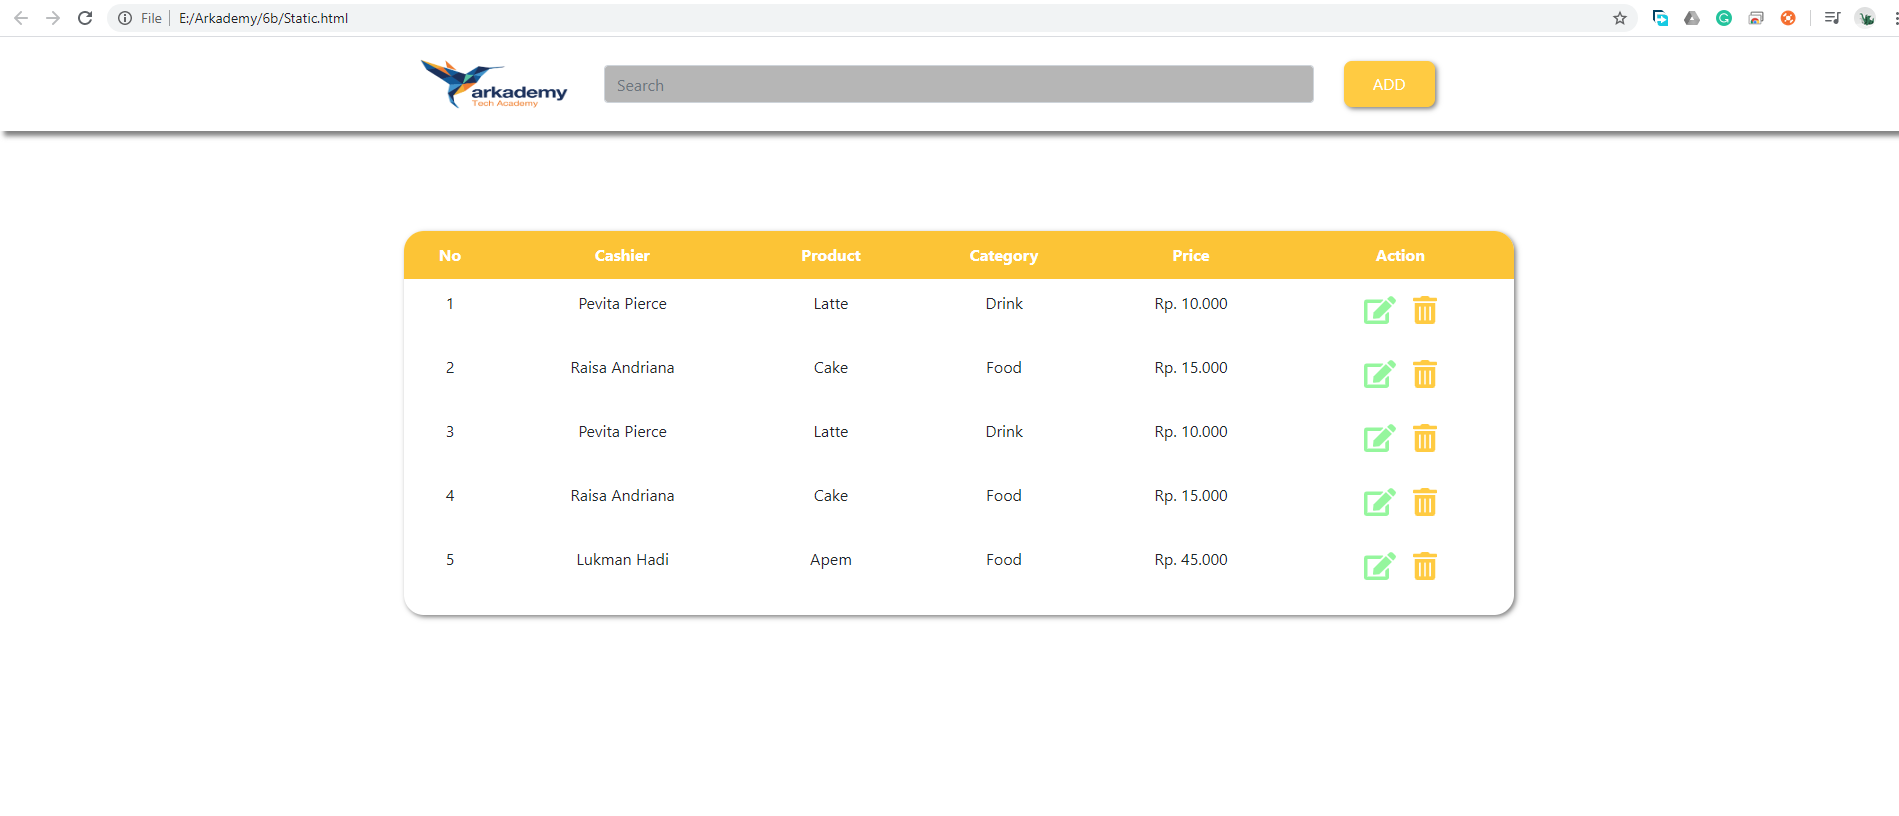 File E:/Arkademy/6b/Static.html
arkademy
Tech Academy
Search
ADD
No Cashier Product Category Price Action
1 Pevita Pierce Latte Drink Rp. 10.000
2 Raisa Andriana Cake Food Rp. 15.000
3 Pevita Pierce Latte Drink Rp. 10.000
4 Raisa Andriana Cake Food Rp. 15.000
5 Lukman Hadi Apem Food Rp. 45.000